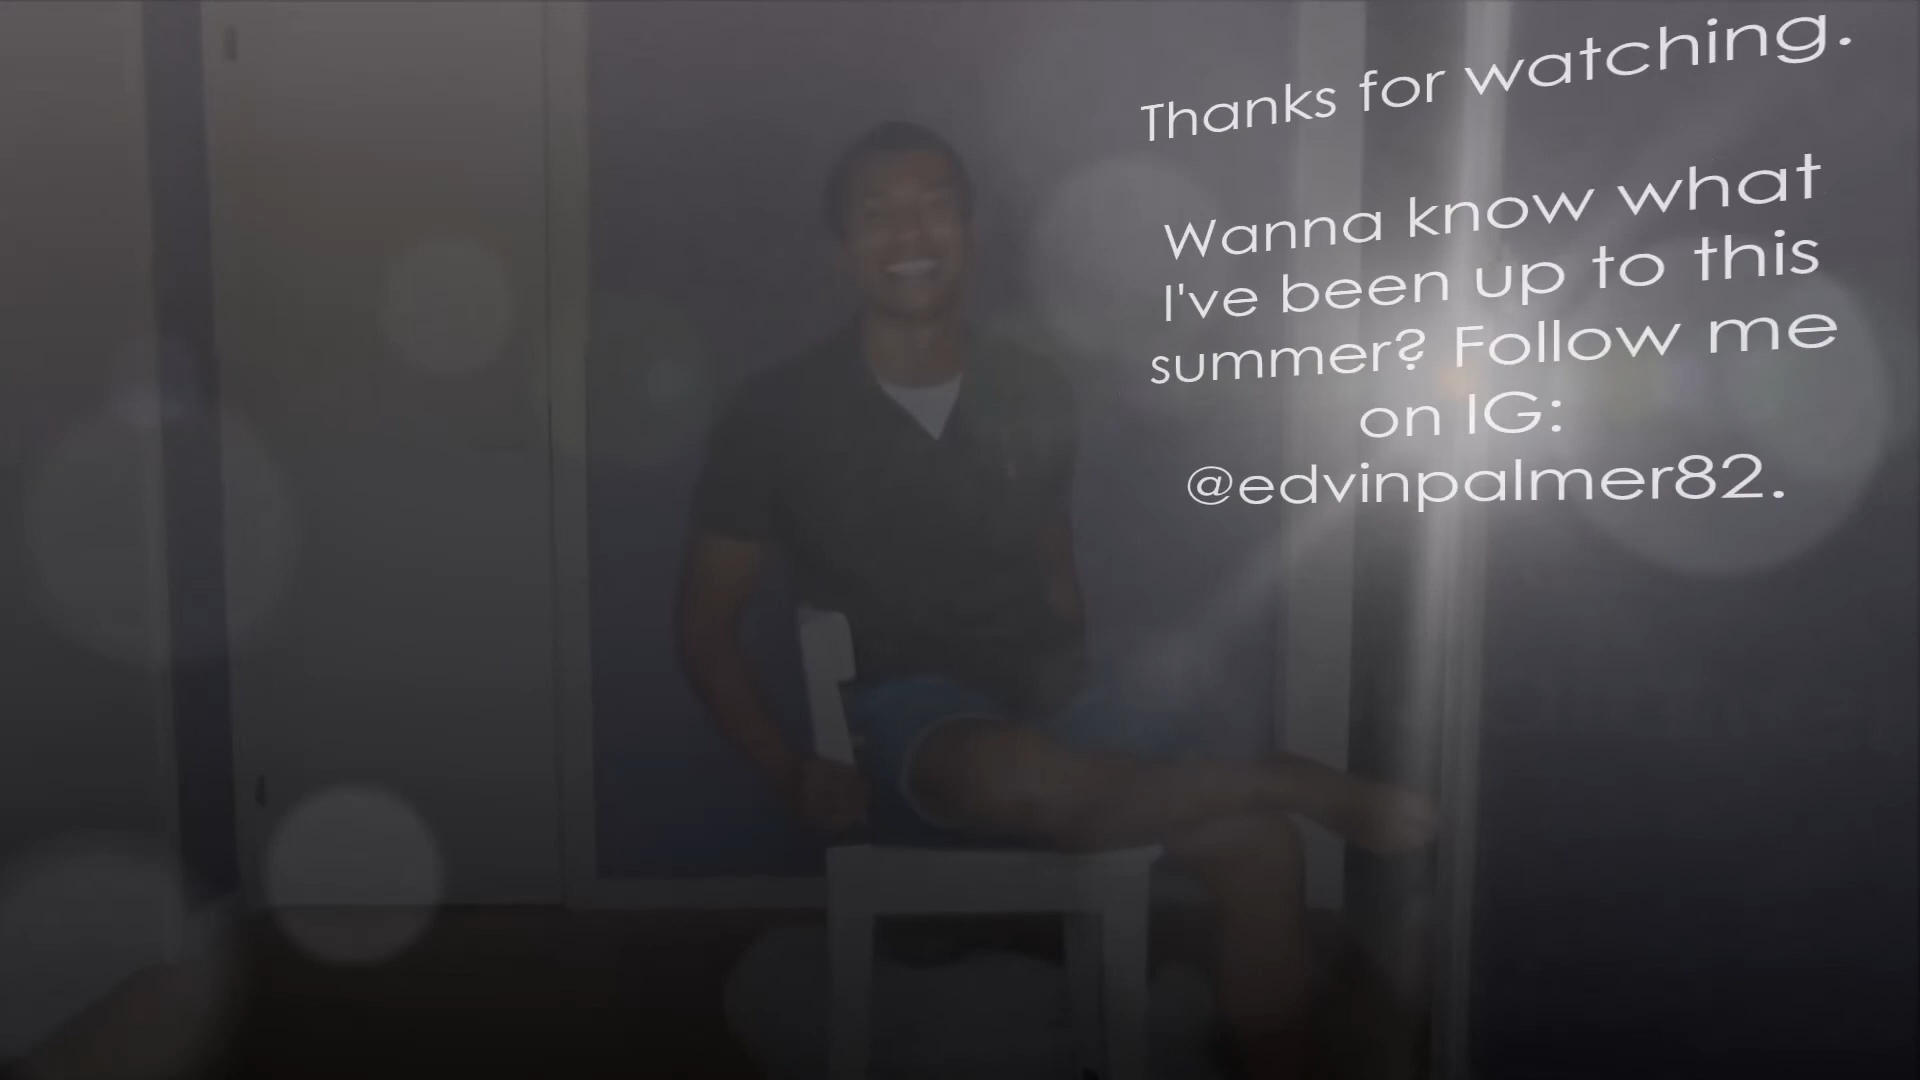 Thanks for watching.
Wanna know what
I've been up to this
summer? Follow me
on IG:
@edvinpalmer82.